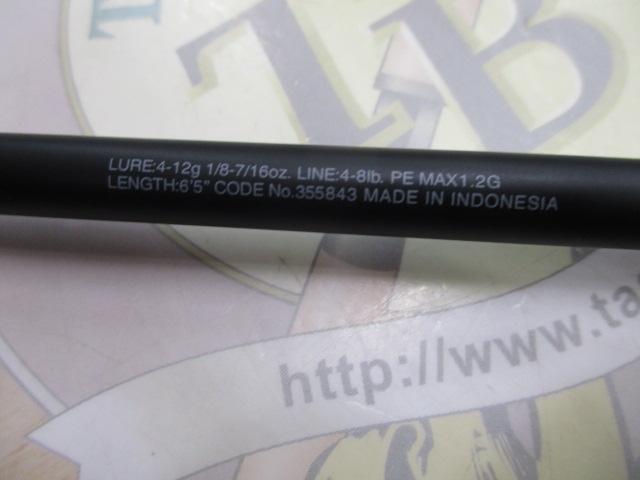 TB
LURE:4-12g 1/8-7/16oz. LINE:4-8lb. PE MAX1.2G
LENGTH:6'5" CODE No.355843 MADE IN INDONESIA
http://www.ta